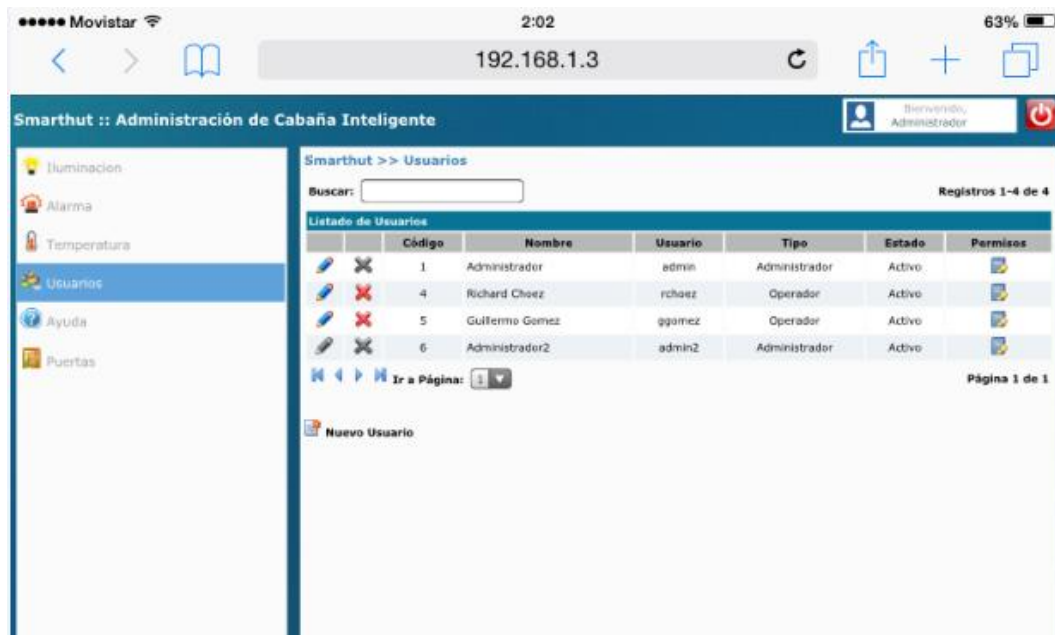 Movistar 2:02 63%
192.168.1.3
Smarthut :: Administración de Cabaña Inteligente
Bienvenido,
Administrador
Iluminacion
Alarma
Temperatura
Usuarios
Ayuda
Puertas
Smarthut >> Usuarios
Buscar: Registros 1-4 de 4
Listado de Usuarios
Código Nombre Usuario Tipo Estado Permisos
1 Administrador admin Administrador Activo
4 Richard Choez rchoez Operador Activo
5 Guillermo Gomez ggomez Operador Activo
6 Administrador2 admin2 Administrador Activo
Ir a Página: 1 Página 1 de 1
Nuevo Usuario